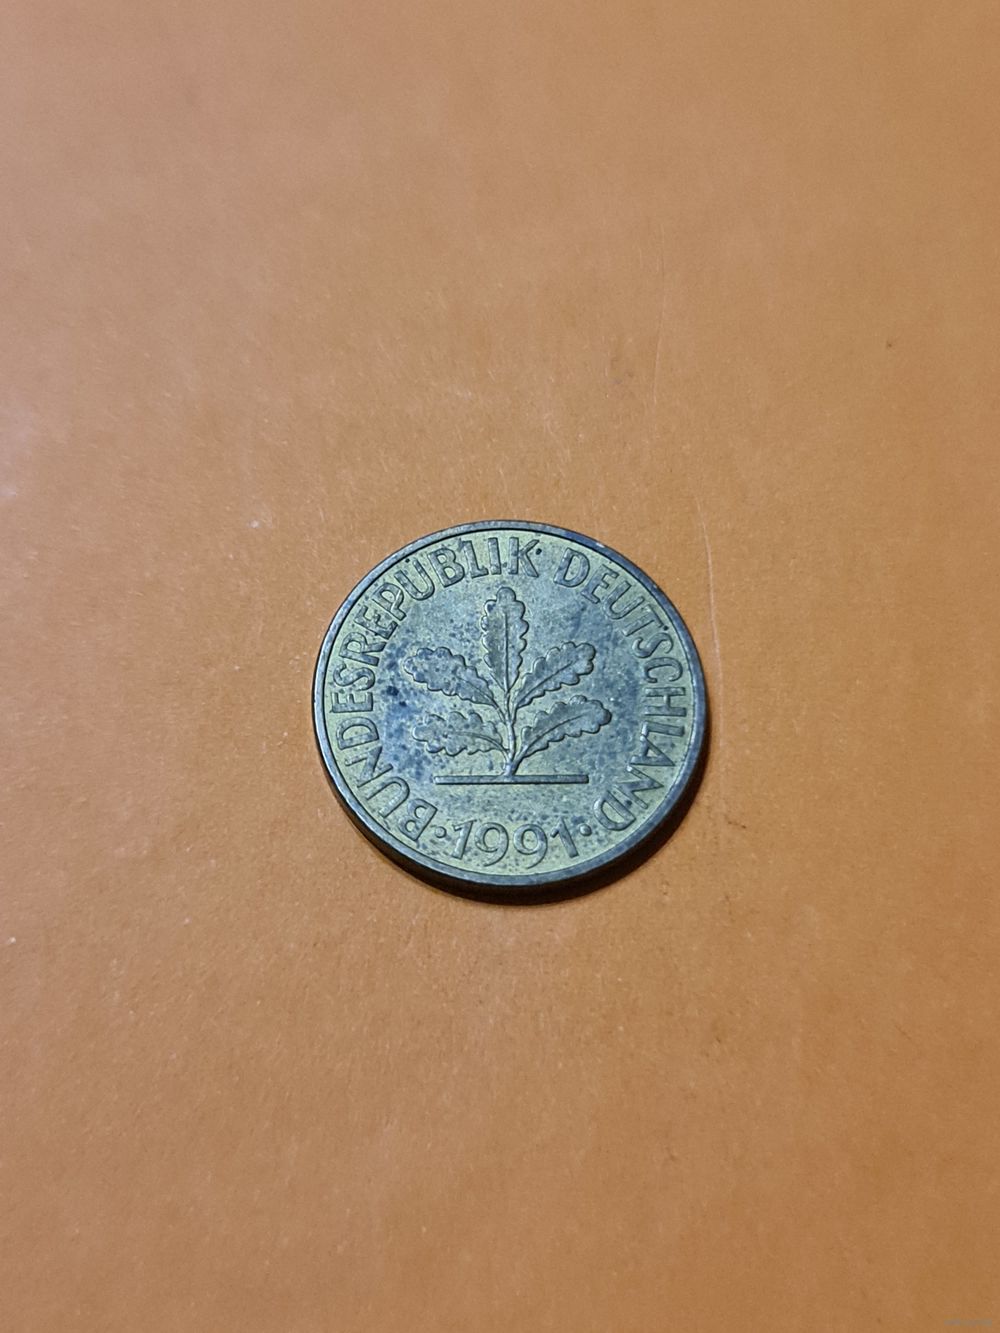 BUNDESREPUBLIK DEUTSCHLAND
· 1991 ·